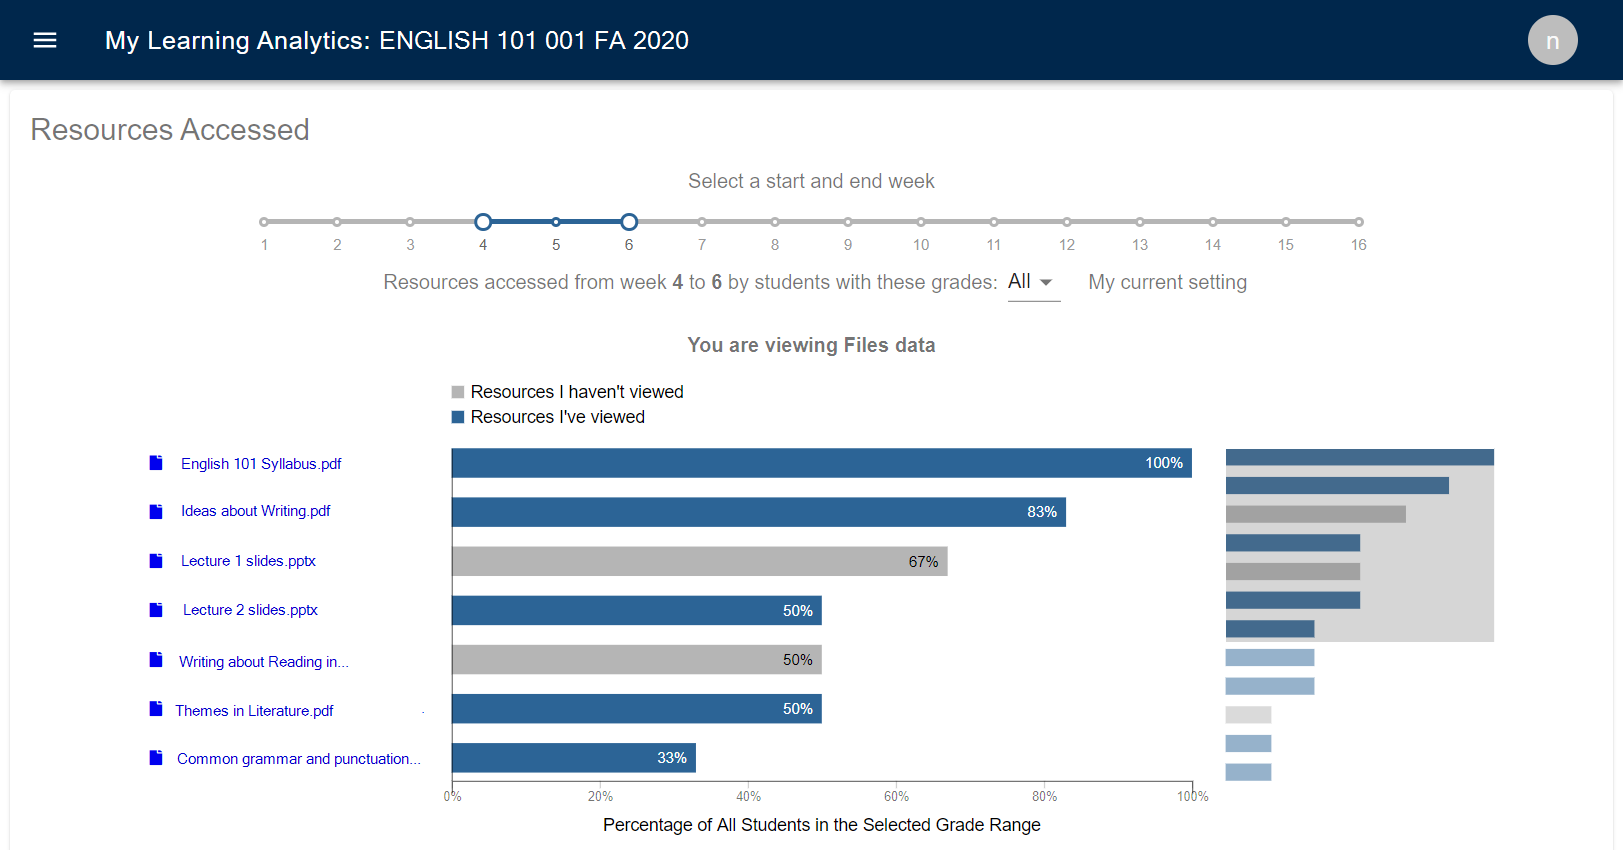 My Learning Analytics: ENGLISH 101 001 FA 2020
n
Resources Accessed
Select a start and end week
1 2 3 4 5 6 7 8 9 10 11 12 13 14 15 16
Resources accessed from week 4 to 6 by students with these grades: All My current setting
You are viewing Files data
Resources I haven't viewed
Resources I've viewed
English 101 Syllabus.pdf 100%
Ideas about Writing.pdf 83%
Lecture 1 slides.pptx 67%
Lecture 2 slides.pptx 50%
Writing about Reading in... 50%
Themes in Literature.pdf 50%
Common grammar and punctuation... 33%
0% 20% 40% 60% 80% 100%
Percentage of All Students in the Selected Grade Range